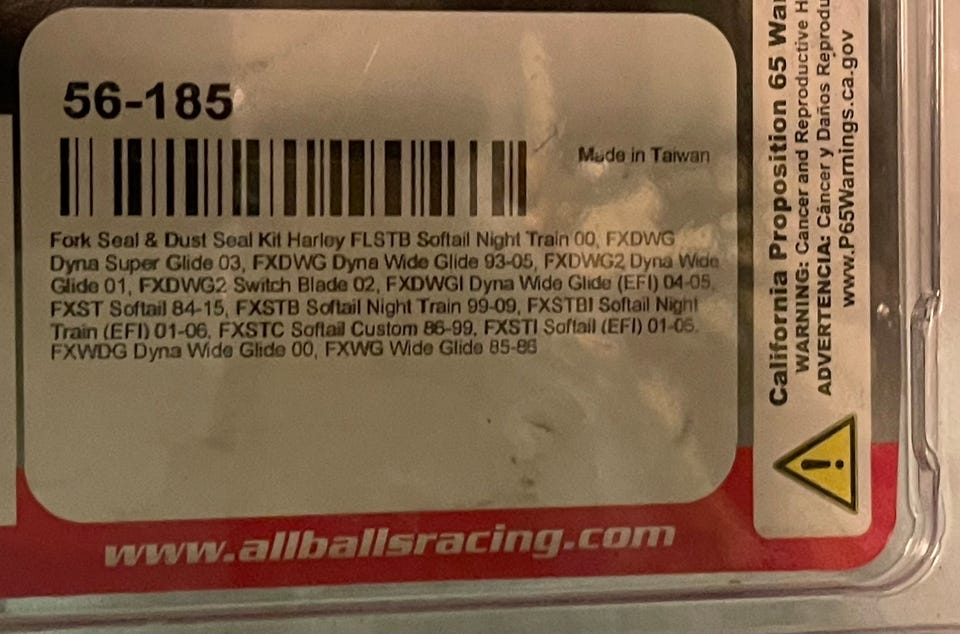 56-185
Made in Taiwan
Fork Seal & Dust Seal Kit Harley FLSTB Softail Night Train 00, FXDWG
Dyna Super Glide 03, FXDWG Dyna Wide Glide 93-05, FXDWG2 Dyna Wide
Glide 01, FXDWG2 Switch Blade 02, FXDWGI Dyna Wide Glide (EFI) 04-05,
FXST Softail 84-15, FXSTB Softail Night Train 99-09, FXSTBI Softail Night
Train (EFI) 01-06, FXSTC Softail Custom 86-99, FXSTI Softail (EFI) 01-06,
FXWDG Dyna Wide Glide 00, FXWG Wide Glide 85-86
www.allballsracing.com
California Proposition 65 Wa
WARNING: Cancer and Reproductive H
ADVERTENCIA: Cáncer y Daños Reprodu
www.P65Warnings.ca.gov